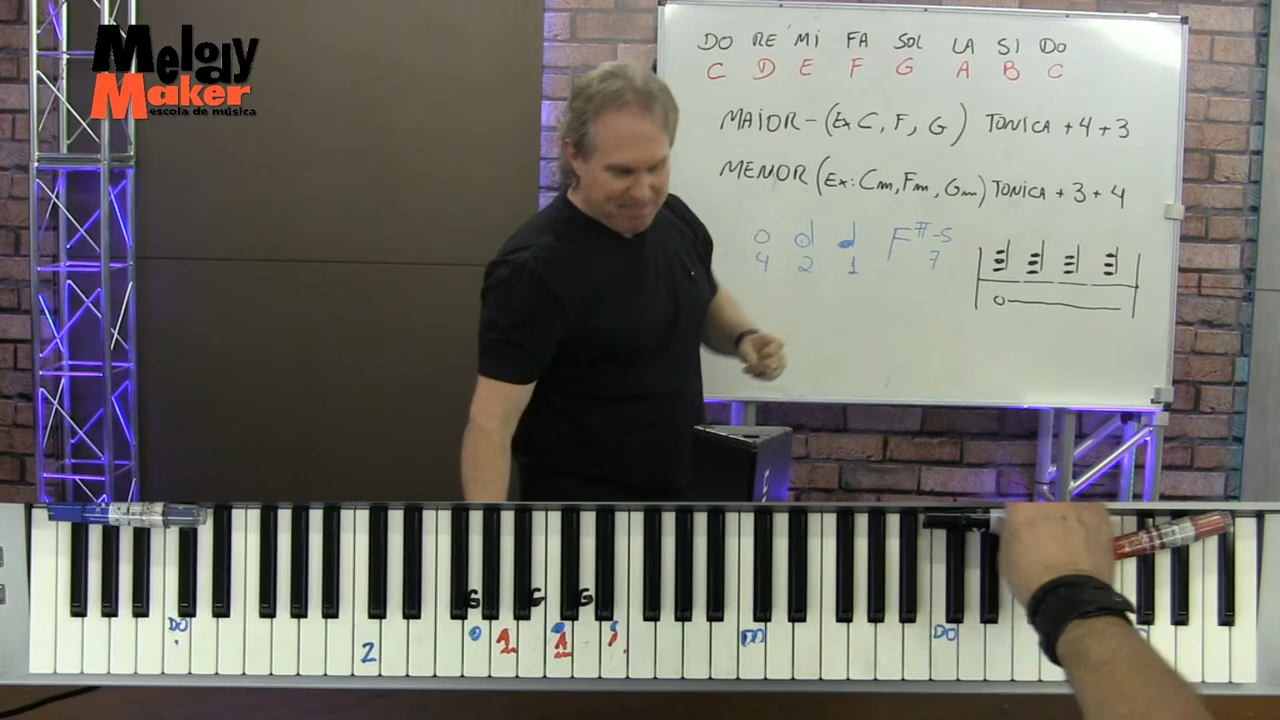 Melody
Maker
escola de música
DO RE MI FA SOL LA SI DO
C D E F G A B C
MAIOR - (Ex C, F, G) TONICA +4+3
MENOR (Ex: Cm, Fm, Gm) TONICA +3+4
4 2 1 F#-5
7
G G G
DO 2 A A DO DO